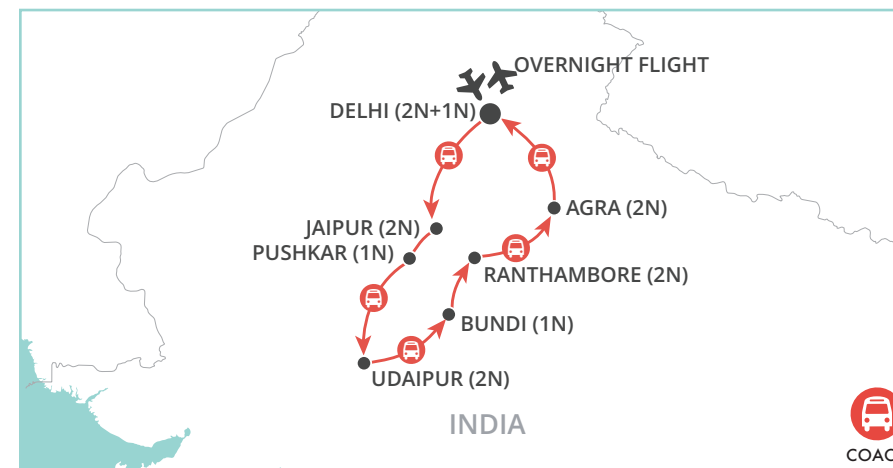 OVERNIGHT FLIGHT
DELHI (2N+1N)
AGRA (2N)
JAIPUR (2N)
PUSHKAR (1N)
RANTHAMBORE (2N)
BUNDI (1N)
UDAIPUR (2N)
INDIA